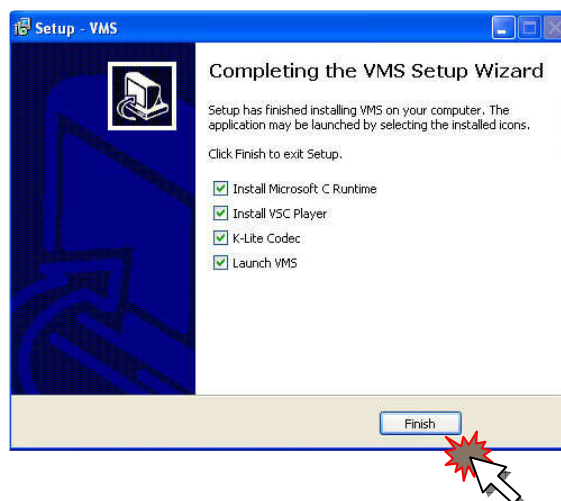 Setup - VMS
Completing the VMS Setup Wizard
Setup has finished installing VMS on your computer. The
application may be launched by selecting the installed icons.
Click Finish to exit Setup.
Install Microsoft C Runtime
Install VSC Player
K-Lite Codec
Launch VMS
Finish